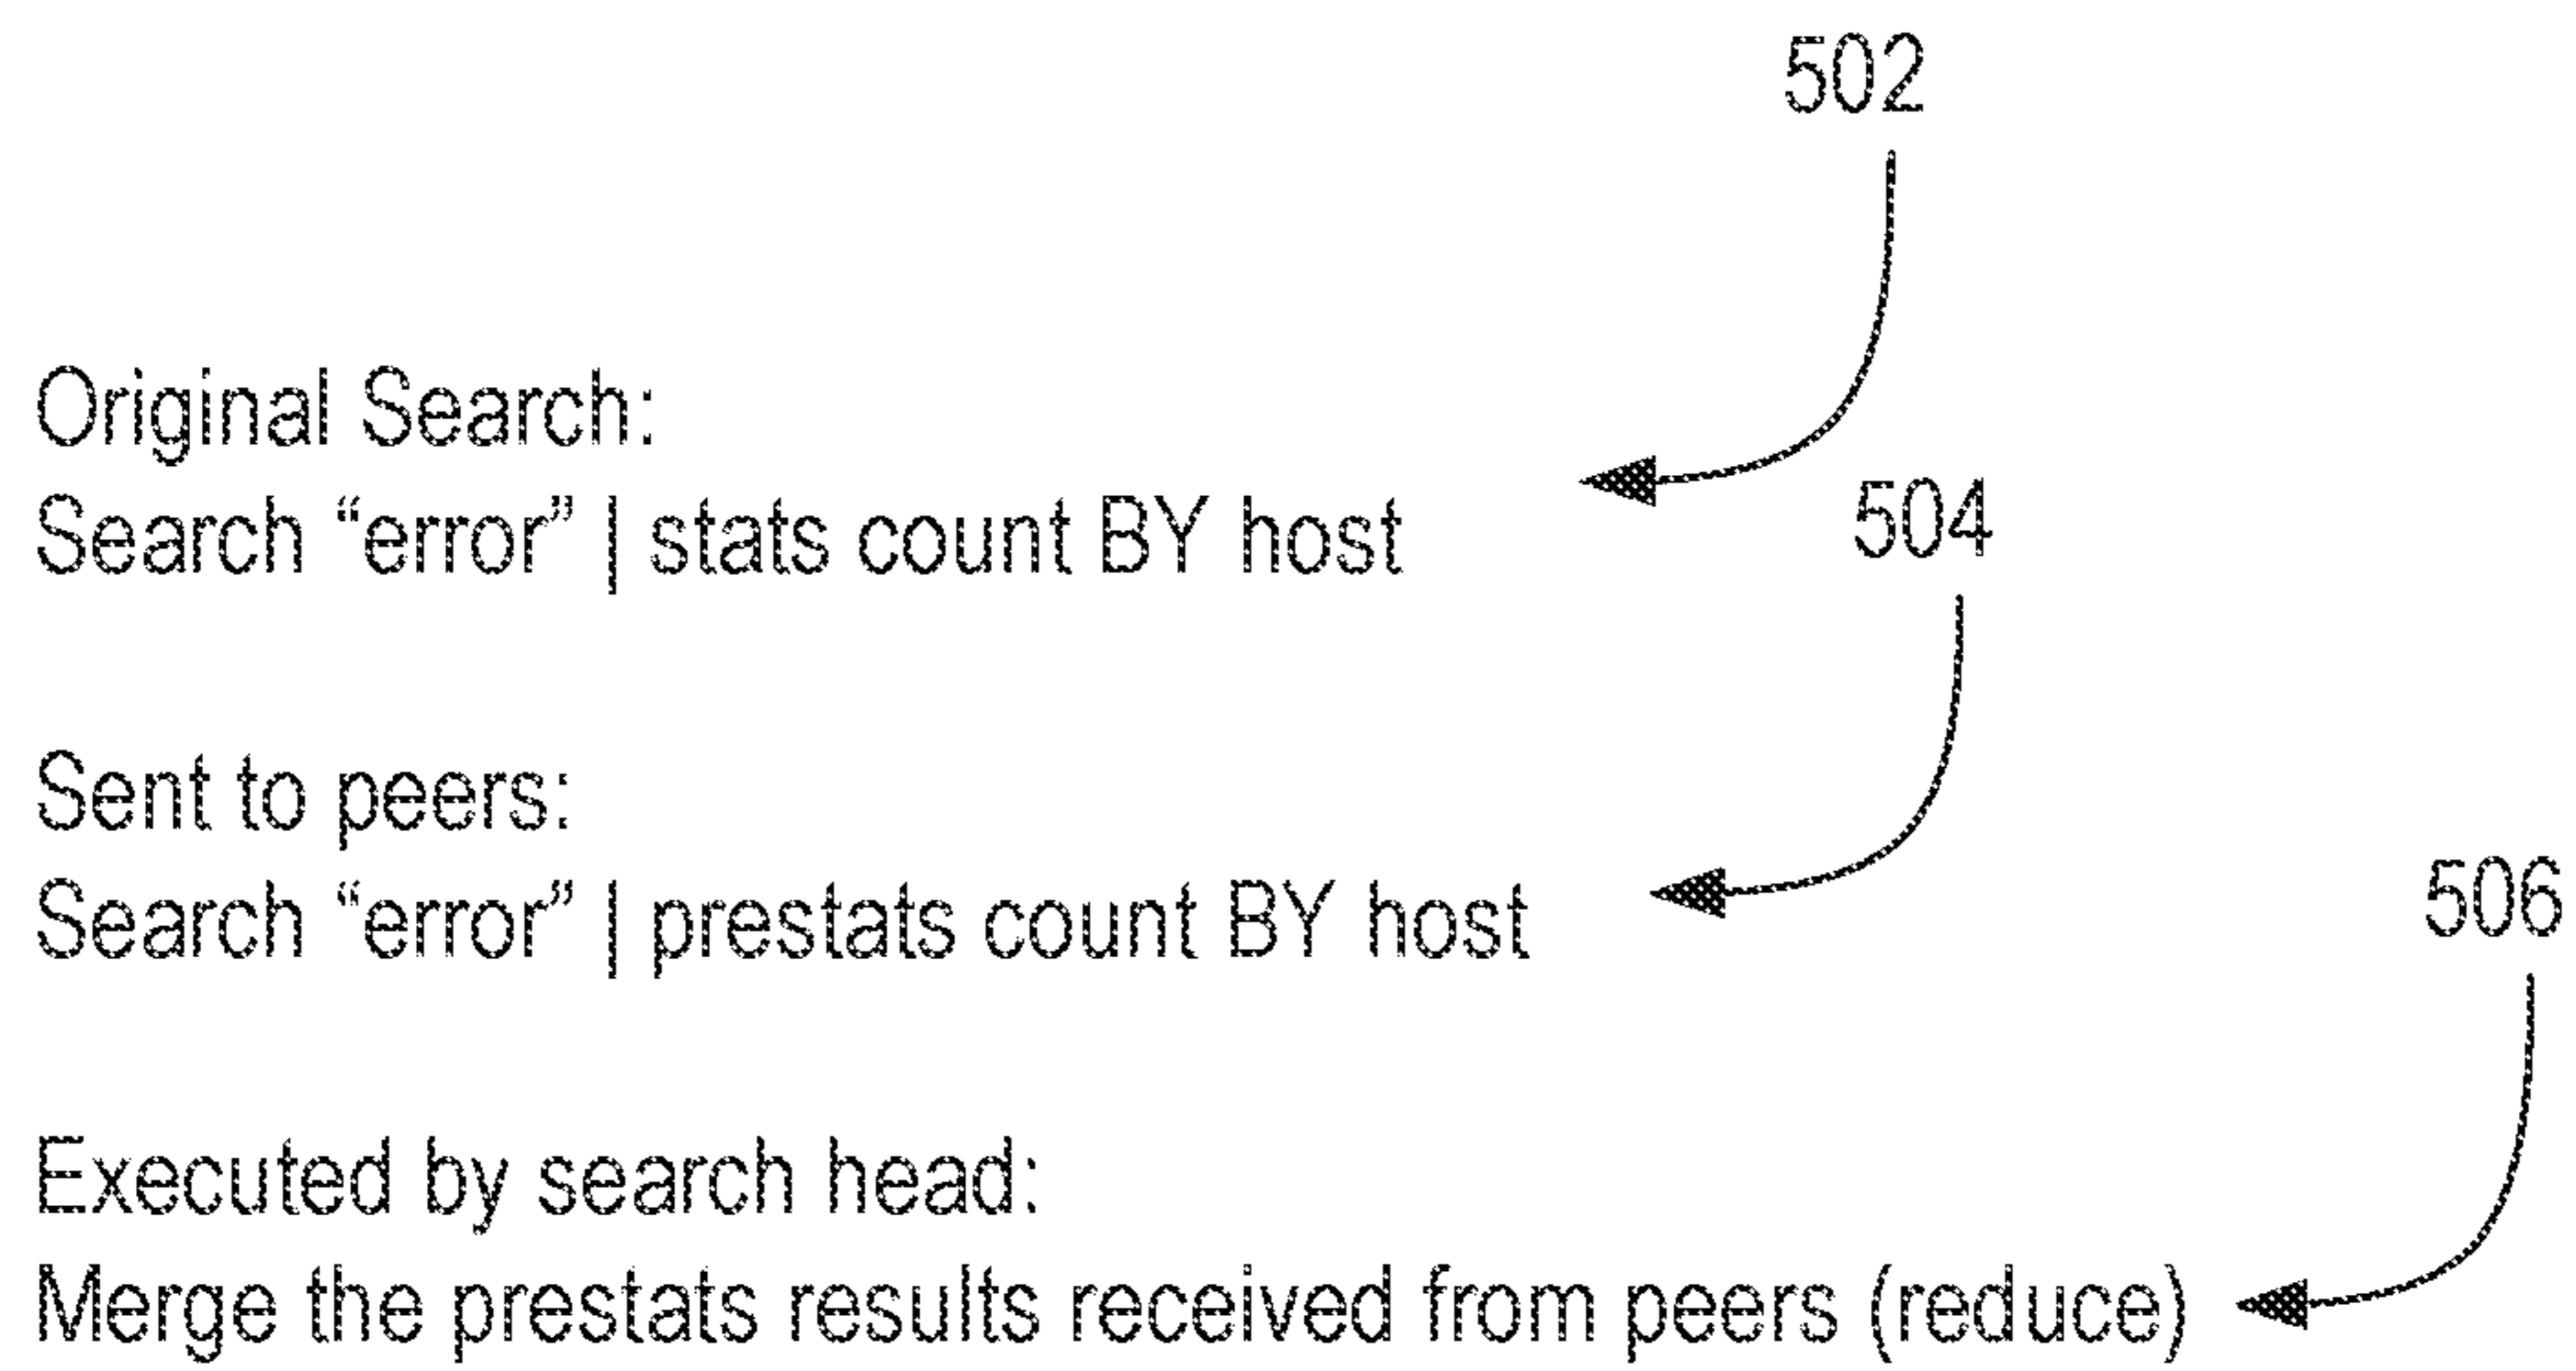 502
Original Search:
Search “error” | stats count BY host
504
Sent to peers:
Search “error” | prestats count BY host
506
Executed by search head:
Merge the prestats results received from peers (reduce)